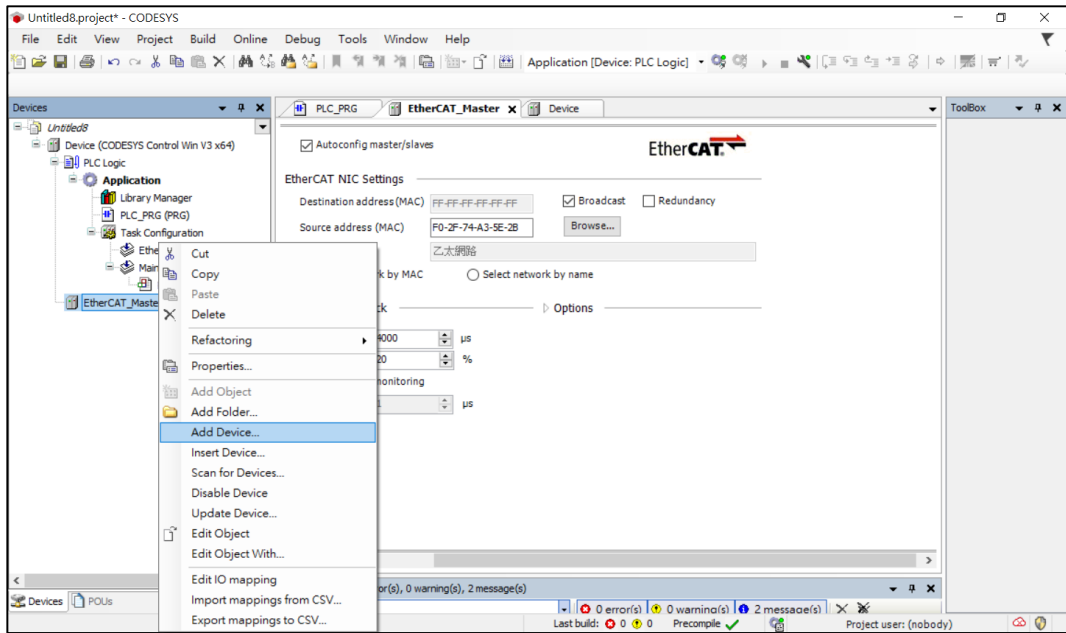 Untitled8.project* - CODESYS
File Edit View Project Build Online Debug Tools Window Help
Application [Device: PLC Logic]
Devices
Untitled8
Device (CODESYS Control Win V3 x64)
PLC Logic
Application
Library Manager
PLC_PRG (PRG)
Task Configuration
Ethe
Main
EtherCAT_Maste
Devices POUs
Cut
Copy
Paste
Delete
Refactoring
Properties...
Add Object
Add Folder...
Add Device...
Insert Device...
Scan for Devices...
Disable Device
Update Device...
Edit Object
Edit Object With...
Edit IO mapping
Import mappings from CSV...
Export mappings to CSV...
PLC_PRG EtherCAT_Master Device
Autoconfig master/slaves
EtherCAT
EtherCAT NIC Settings
Destination address (MAC) FF-FF-FF-FF-FF-FF Broadcast Redundancy
Source address (MAC) F0-2F-74-A3-5E-2B Browse...
乙太網路
k by MAC Select network by name
ck Options
4000 µs
20 %
monitoring
1 µs
or(s), 0 warning(s), 2 message(s)
0 error(s) 0 warning(s) 2 message(s)
ToolBox
Last build: 0 0 Precompile Project user: (nobody)